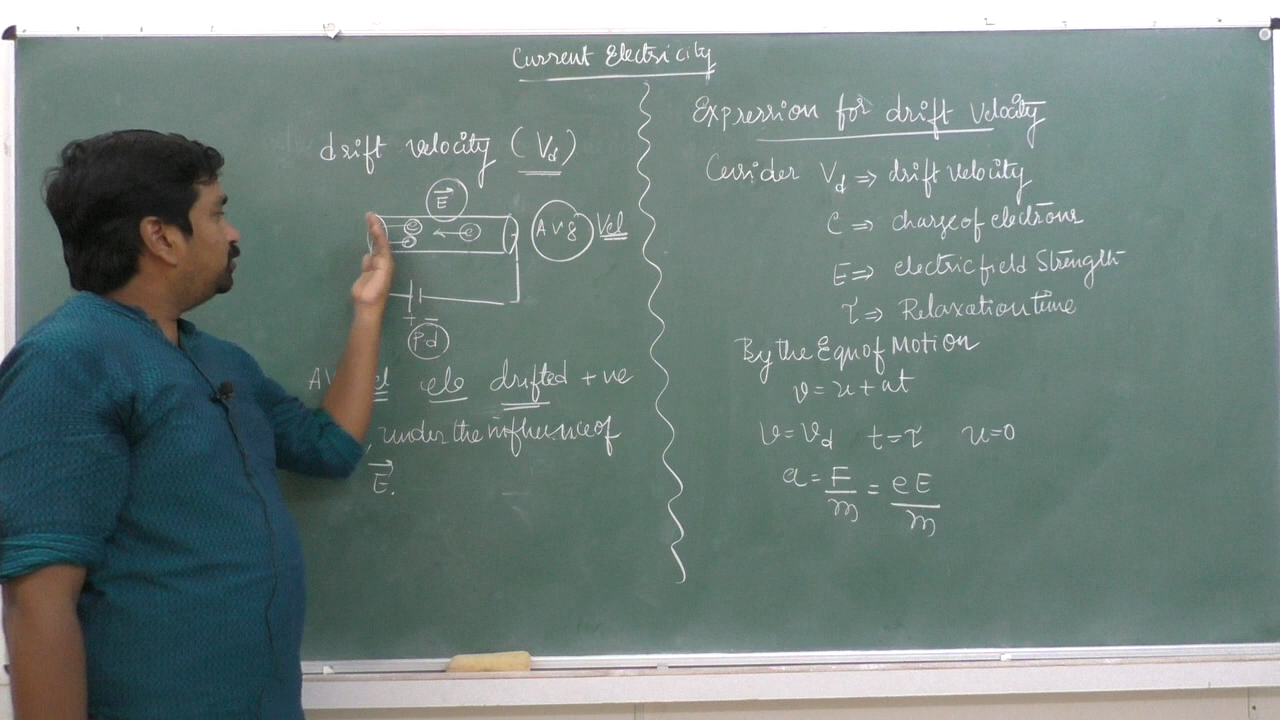 Current Electricity
drift velocity (Vd)
E
e e e
Avg Vel
+ −
Pd
ele drifted +ve
under the influence of
E.
Expression for drift velocity
Consider Vd ⇒ drift velocity
e ⇒ charge of electrons
E ⇒ electric field Strength
τ ⇒ Relaxation time
By the Eqn of Motion
v = u + at
v = vd t = τ u = 0
a = F/m = eE/m